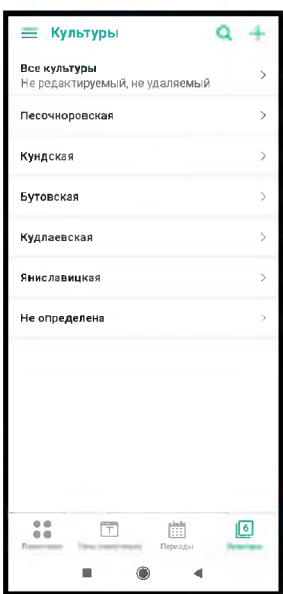 Культуры
Все культуры
Не редактируемый, не удаляемый
Песочноровская
Кундская
Бутовская
Кудлаевская
Яниславицкая
Не определена
Периоды
6